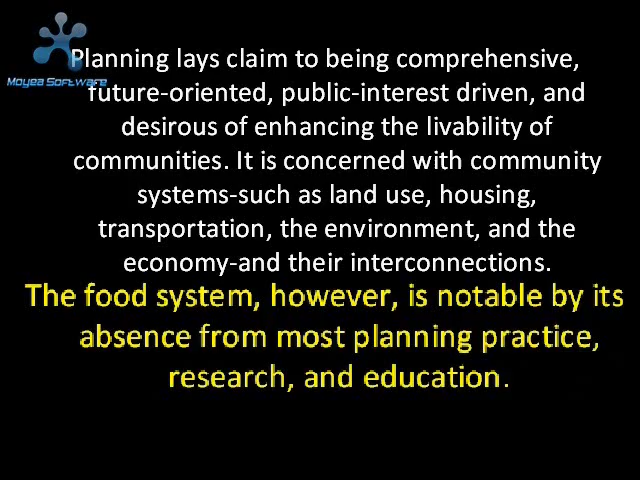 Planning lays claim to being comprehensive,
Moyea Software
future-oriented, public-interest driven, and
desirous of enhancing the livability of
communities. It is concerned with community
systems-such as land use, housing,
transportation, the environment, and the
economy-and their interconnections.
The food system, however, is notable by its
absence from most planning practice,
research, and education.